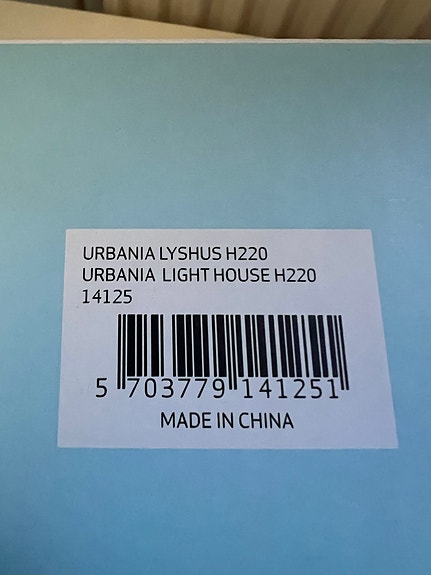 URBANIA LYSHUS H220
URBANIA LIGHT HOUSE H220
14125
5 703779 141251
MADE IN CHINA